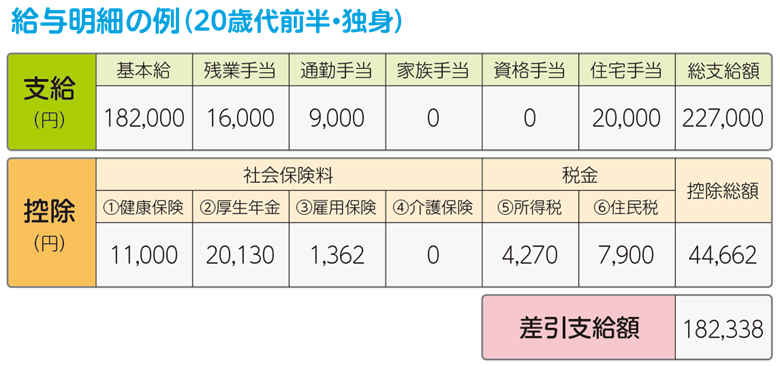 給与明細の例(20歳代前半・独身)
支給
(円)
基本給 残業手当 通勤手当 家族手当 資格手当 住宅手当 総支給額
182,000 16,000 9,000 0 0 20,000 227,000
控除
(円)
社会保険料 税金 控除総額
①健康保険 ②厚生年金 ③雇用保険 ④介護保険 ⑤所得税 ⑥住民税
11,000 20,130 1,362 0 4,270 7,900 44,662
差引支給額 182,338